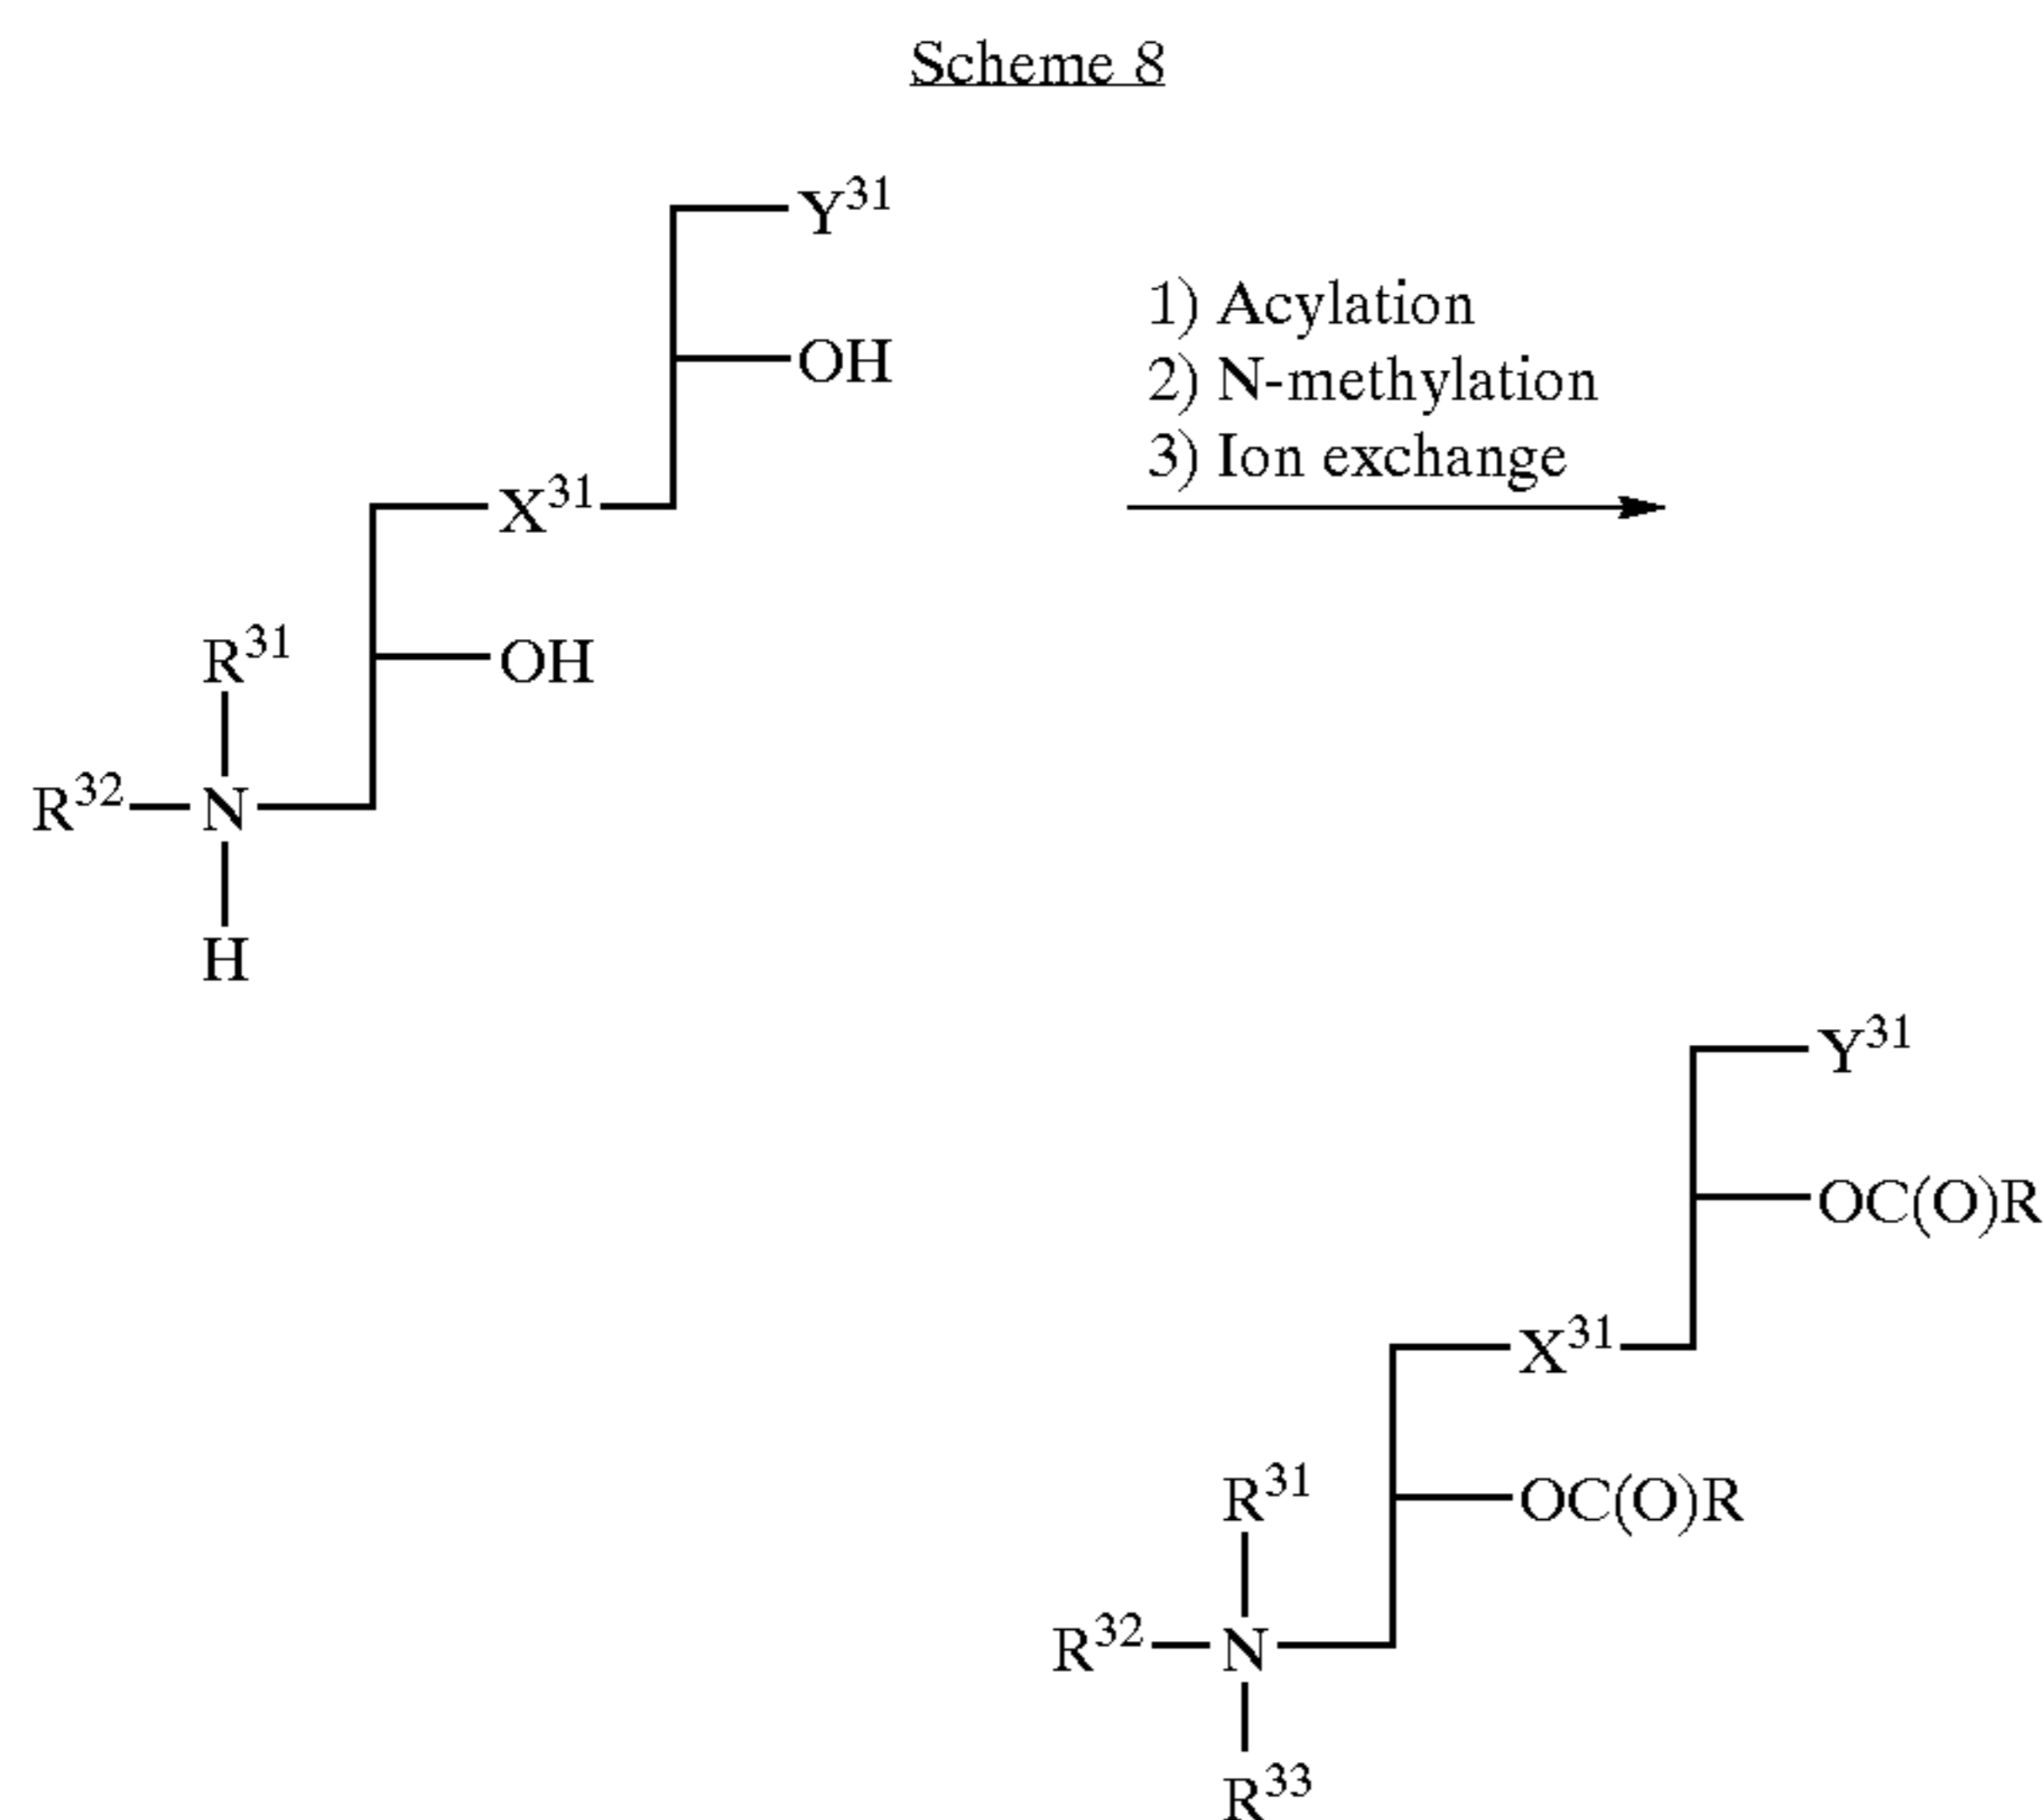 Scheme 8
Y³¹
OH
1) Acylation
2) N-methylation
3) Ion exchange
X³¹
R³¹
OH
R³² N
H
Y³¹
OC(O)R
X³¹
R³¹
OC(O)R
R³² N
R³³